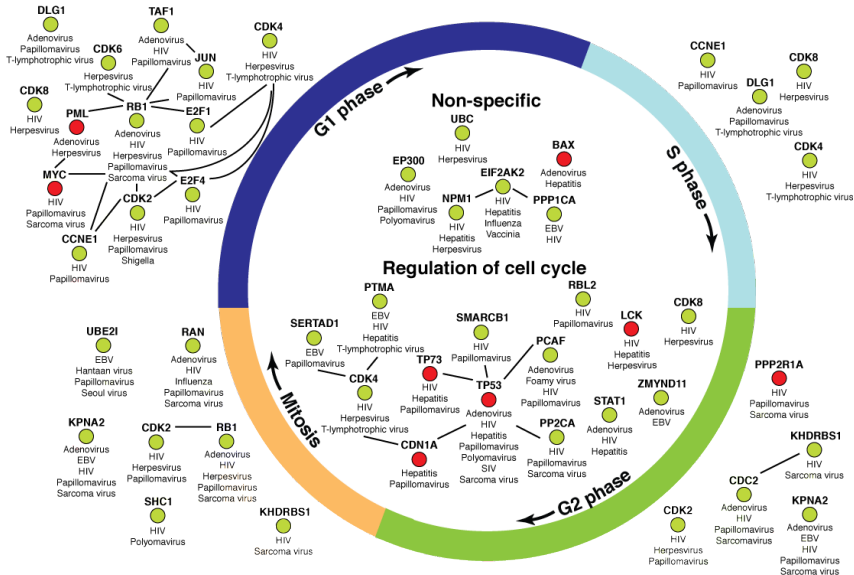 DLG1
Adenovirus
Papillomavirus
T-lymphotrophic virus
TAF1
Adenovirus
HIV
Papillomavirus
CDK6
Herpesvirus
T-lymphotrophic virus
JUN
HIV
Papillomavirus
CDK4
HIV
Herpesvirus
T-lymphotrophic virus
CDK8
HIV
Herpesvirus
PML
Adenovirus
Herpesvirus
RB1
Adenovirus
HIV
Herpesvirus
Papillomavirus
Sarcoma virus
E2F1
HIV
Papillomavirus
MYC
HIV
Papillomavirus
Sarcoma virus
CDK2
HIV
Herpesvirus
Papillomavirus
Shigella
E2F4
HIV
Papillomavirus
CCNE1
HIV
Papillomavirus
G1 phase
S phase
G2 phase
Mitosis
Non-specific
UBC
HIV
Herpesvirus
BAX
Adenovirus
Hepatitis
EP300
Adenovirus
HIV
Papillomavirus
Polyomavirus
EIF2AK2
HIV
Hepatitis
Influenza
Vaccinia
NPM1
HIV
Hepatitis
Herpesvirus
PPP1CA
EBV
HIV
Regulation of cell cycle
PTMA
EBV
HIV
Hepatitis
T-lymphotrophic virus
SERTAD1
EBV
Papillomavirus
SMARCB1
HIV
Papillomavirus
RBL2
HIV
Papillomavirus
LCK
HIV
Hepatitis
Herpesvirus
CDK8
HIV
Herpesvirus
TP73
HIV
Hepatitis
Papillomavirus
PCAF
Adenovirus
Foamy virus
HIV
Papillomavirus
CDK4
HIV
Herpesvirus
T-lymphotrophic virus
TP53
Adenovirus
HIV
Hepatitis
Papillomavirus
Polyomavirus
SIV
Sarcoma virus
ZMYND11
Adenovirus
EBV
STAT1
Adenovirus
HIV
Hepatitis
PP2CA
HIV
Papillomavirus
Sarcoma virus
CDN1A
Hepatitis
Papillomavirus
CCNE1
HIV
Papillomavirus
CDK8
HIV
Herpesvirus
DLG1
Adenovirus
Papillomavirus
T-lymphotrophic virus
CDK4
HIV
Herpesvirus
T-lymphotrophic virus
UBE2I
EBV
Hantaan virus
Papillomavirus
Seoul virus
RAN
Adenovirus
HIV
Influenza
Papillomavirus
Sarcoma virus
KPNA2
Adenovirus
EBV
HIV
Papillomavirus
Sarcoma virus
CDK2
HIV
Herpesvirus
Papillomavirus
RB1
Adenovirus
HIV
Herpesvirus
Papillomavirus
Sarcoma virus
SHC1
HIV
Polyomavirus
KHDRBS1
HIV
Sarcoma virus
PPP2R1A
HIV
Papillomavirus
Sarcoma virus
KHDRBS1
HIV
Sarcoma virus
CDC2
Adenovirus
HIV
Papillomavirus
Sarcomavirus
CDK2
HIV
Herpesvirus
Papillomavirus
KPNA2
Adenovirus
EBV
HIV
Papillomavirus
Sarcoma virus